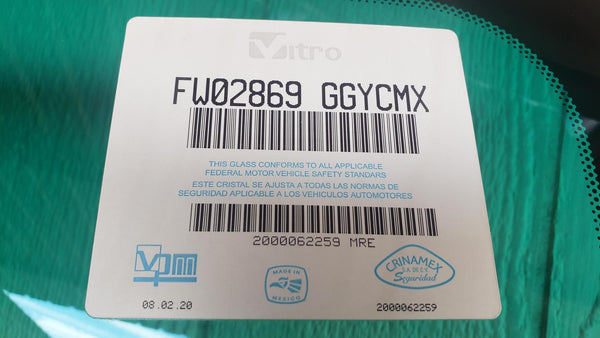 Vitro
FW02869 GGYCMX
THIS GLASS CONFORMS TO ALL APPLICABLE
FEDERAL MOTOR VEHICLE SAFETY STANDARS
ESTE CRISTAL SE AJUSTA A TODAS LAS NORMAS DE
SEGURIDAD APLICABLE A LOS VEHICULOS AUTOMOTORES
2000062259 MRE
vpm
MADE IN
MEXICO
CRINAMEX
S.A. DE C.V.
Seguridad
08.02.20
2000062259